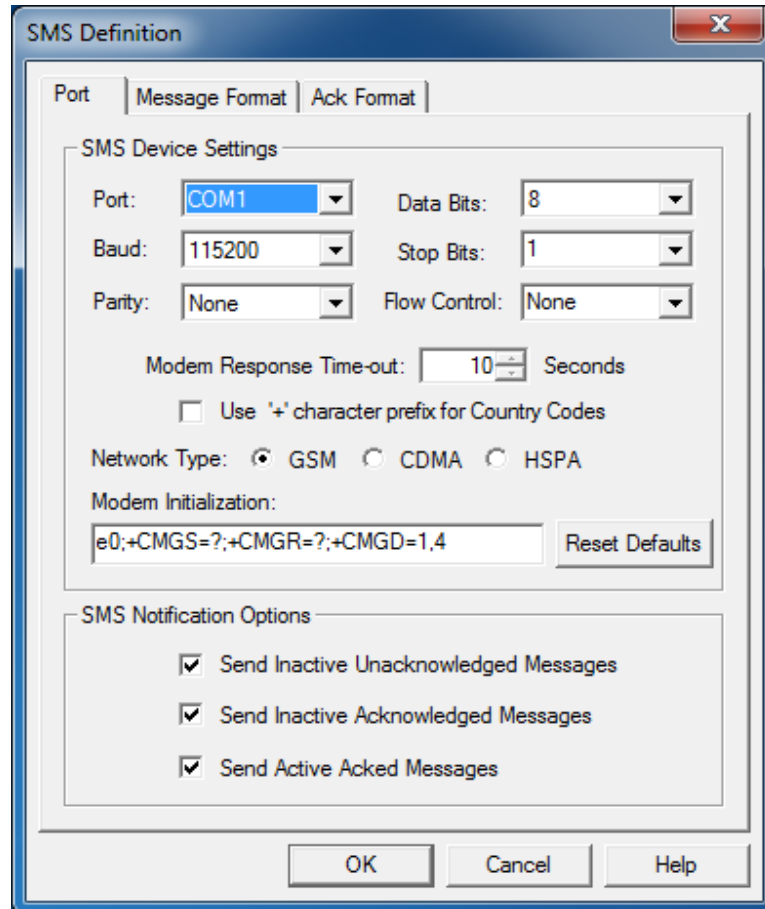 SMS Definition
Port Message Format Ack Format
SMS Device Settings
Port: COM1 Data Bits: 8
Baud: 115200 Stop Bits: 1
Parity: None Flow Control: None
Modem Response Time-out: 10 Seconds
Use '+' character prefix for Country Codes
Network Type: GSM CDMA HSPA
Modem Initialization:
e0;+CMGS=?;+CMGR=?;+CMGD=1,4 Reset Defaults
SMS Notification Options
Send Inactive Unacknowledged Messages
Send Inactive Acknowledged Messages
Send Active Acked Messages
OK Cancel Help